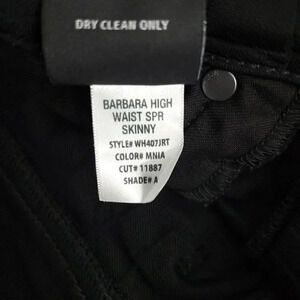 DRY CLEAN ONLY
BARBARA HIGH
WAIST SPR
SKINNY
STYLE# WH407JRT
COLOR# MNIA
CUT# 11887
SHADE# A